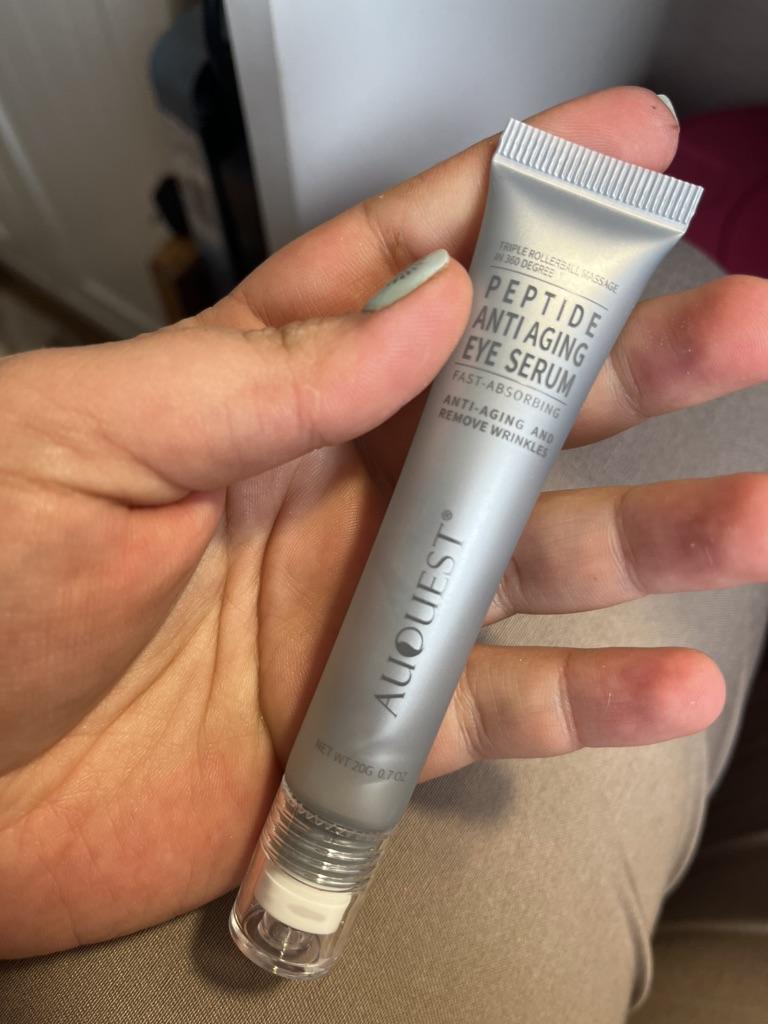 TRIPLE ROLLERBALL MASSAGE
IN 360 DEGREE
PEPTIDE
ANTI AGING
EYE SERUM
FAST-ABSORBING
ANTI-AGING AND
REMOVE WRINKLES
AUQUEST®
NET WT 20G 0.7 OZ